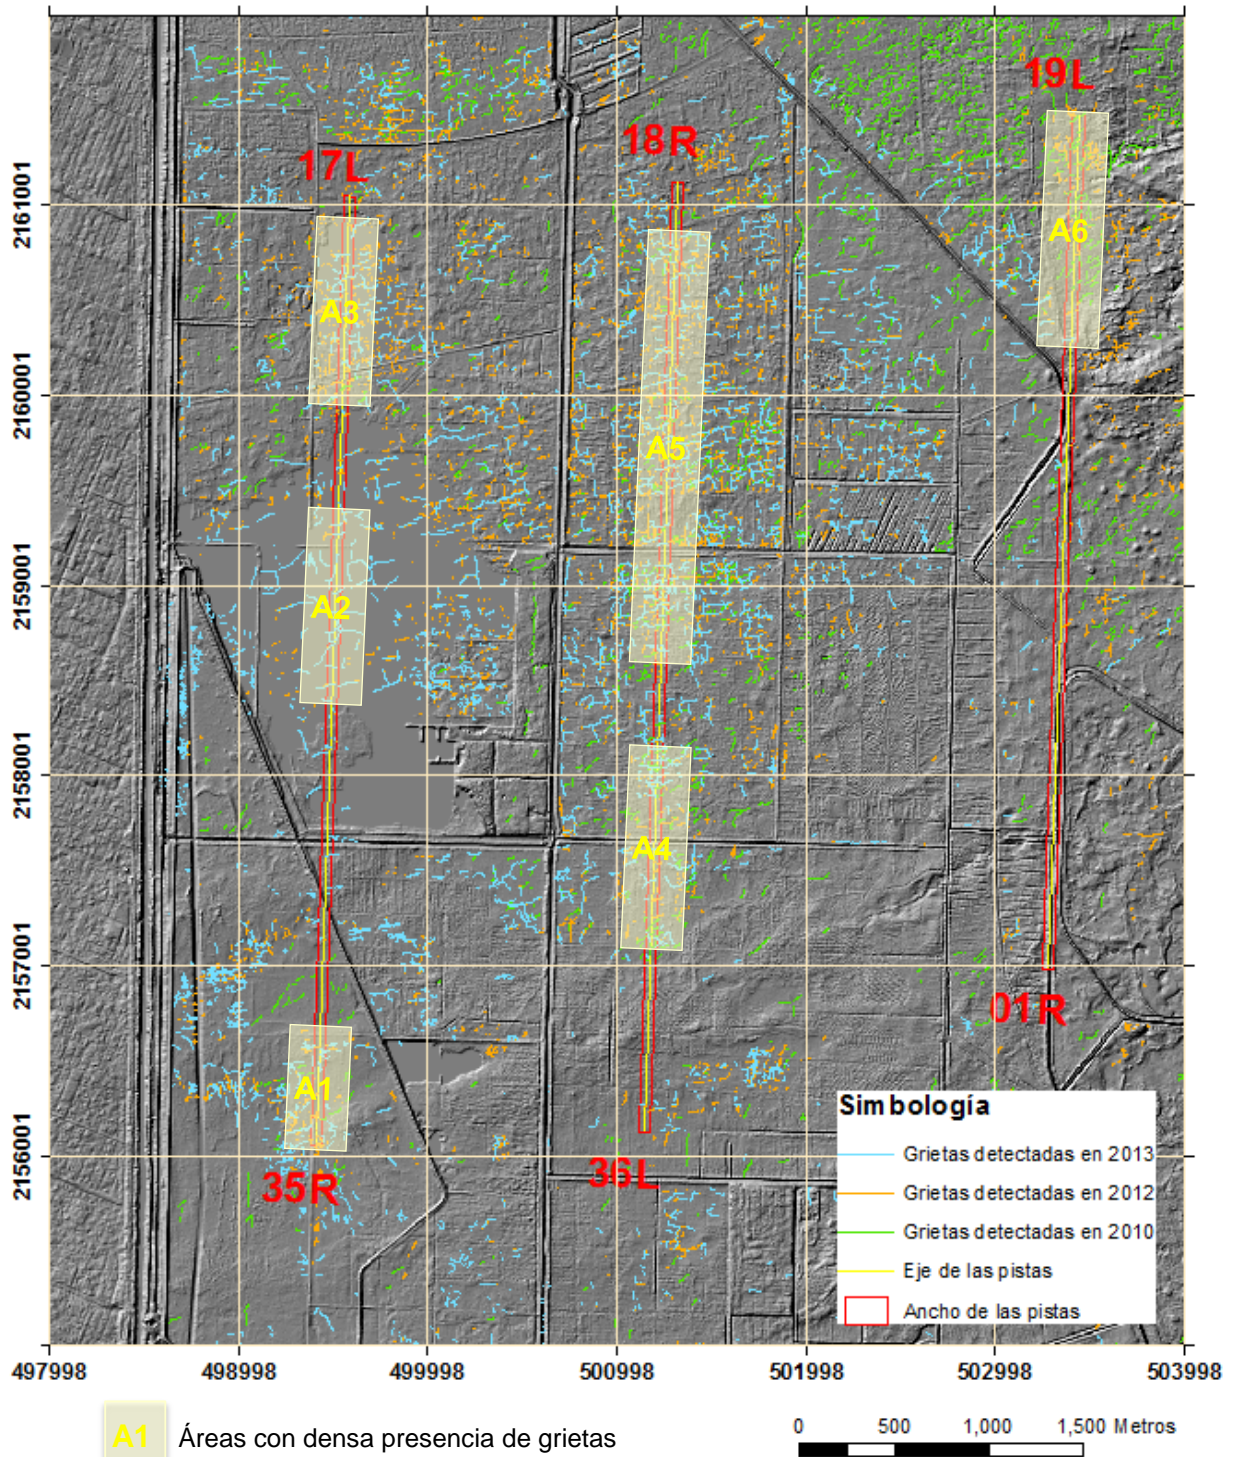 19L
18R
17L
2161001
A6
A3
2160001
A5
2159001
A2
2158001
A4
2157001
01R
A1
Simbología
Grietas detectadas en 2013
2156001
36L
35R
Grietas detectadas en 2012
Grietas detectadas en 2010
Eje de las pistas
Ancho de las pistas
497998 498998 499998 500998 501998 502998 503998
A1 Áreas con densa presencia de grietas
0 500 1,000 1,500 Metros